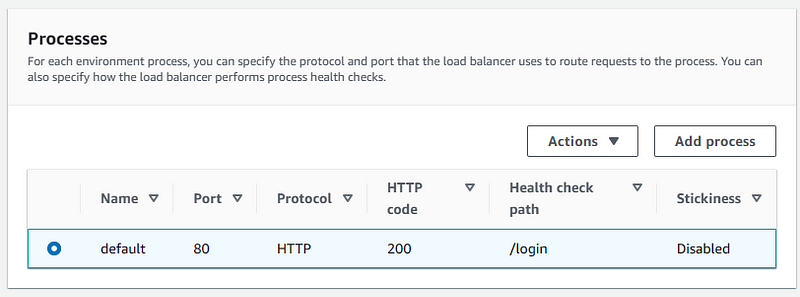 Processes
For each environment process, you can specify the protocol and port that the load balancer uses to route requests to the process. You can
also specify how the load balancer performs process health checks.
Actions Add process
Name Port Protocol HTTP code Health check path Stickiness
default 80 HTTP 200 /login Disabled